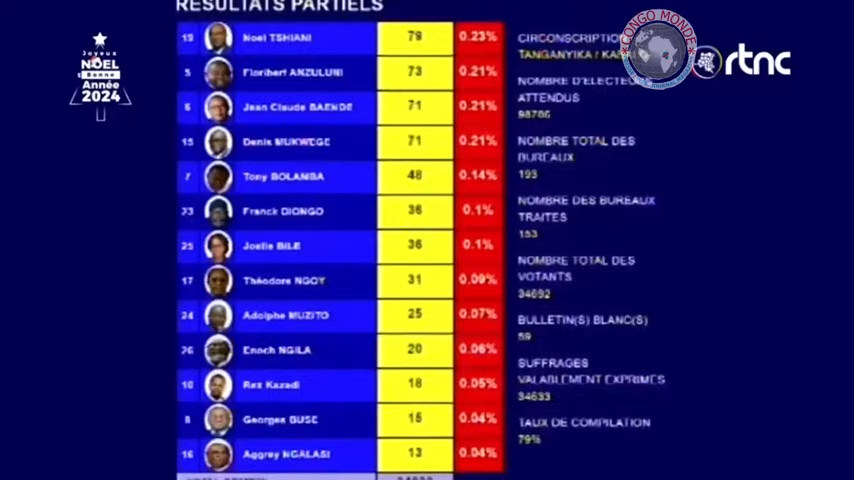 RESULTATS PARTIELS
Joyeux
NOËL
Bonne
Année
2024
CONGO MONDE
rtnc
19 Noel TSHIANI 79 0.23%
5 Floribert ANZULUNI 73 0.21%
6 Jean Claude BAENDE 71 0.21%
15 Denis MUKWEGE 71 0.21%
7 Tony BOLAMBA 48 0.14%
23 Franck DIONGO 36 0.1%
25 Joelle BILE 36 0.1%
17 Théodore NGOY 31 0.09%
24 Adolphe MUZITO 25 0.07%
26 Enoch NGILA 20 0.06%
10 Rex Kazadi 18 0.05%
8 Georges BUSE 15 0.04%
16 Aggrey NGALASI 13 0.04%
CIRCONSCRIPTION
TANGANYIKA /
NOMBRE D'ELECTEURS
ATTENDUS
98786
NOMBRE TOTAL DES
BUREAUX
193
NOMBRE DES BUREAUX
TRAITES
153
NOMBRE TOTAL DES
VOTANTS
34692
BULLETIN(S) BLANC(S)
59
SUFFRAGES
VALABLEMENT EXPRIMES
34633
TAUX DE COMPILATION
79%